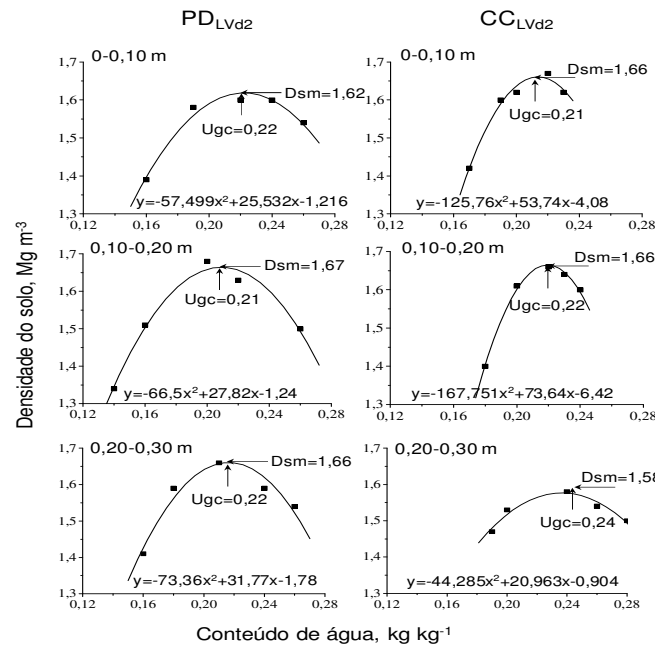 PD_LVd2 CC_LVd2
0-0,10 m
1,7
1,6
1,5
1,4
1,3
0,12 0,16 0,20 0,24 0,28
Dsm=1,62
Ugc=0,22
y=-57,499x²+25,532x-1,216
0-0,10 m
1,7
1,6
1,5
1,4
1,3
0,12 0,16 0,20 0,24 0,28
Dsm=1,66
Ugc=0,21
y=-125,76x²+53,74x-4,08
0,10-0,20 m
1,7
1,6
1,5
1,4
1,3
0,12 0,16 0,20 0,24 0,28
Dsm=1,67
Ugc=0,21
y=-66,5x²+27,82x-1,24
0,10-0,20 m
1,7
1,6
1,5
1,4
1,3
0,12 0,16 0,20 0,24 0,28
Dsm=1,66
Ugc=0,22
y=-167,751x²+73,64x-6,42
0,20-0,30 m
1,7
1,6
1,5
1,4
1,3
0,12 0,16 0,20 0,24 0,28
Dsm=1,66
Ugc=0,22
y=-73,36x²+31,77x-1,78
0,20-0,30 m
1,7
1,6
1,5
1,4
1,3
0,12 0,16 0,20 0,24 0,28
Dsm=1,58
Ugc=0,24
y=-44,285x²+20,963x-0,904
Densidade do solo, Mg m⁻³
Conteúdo de água, kg kg⁻¹